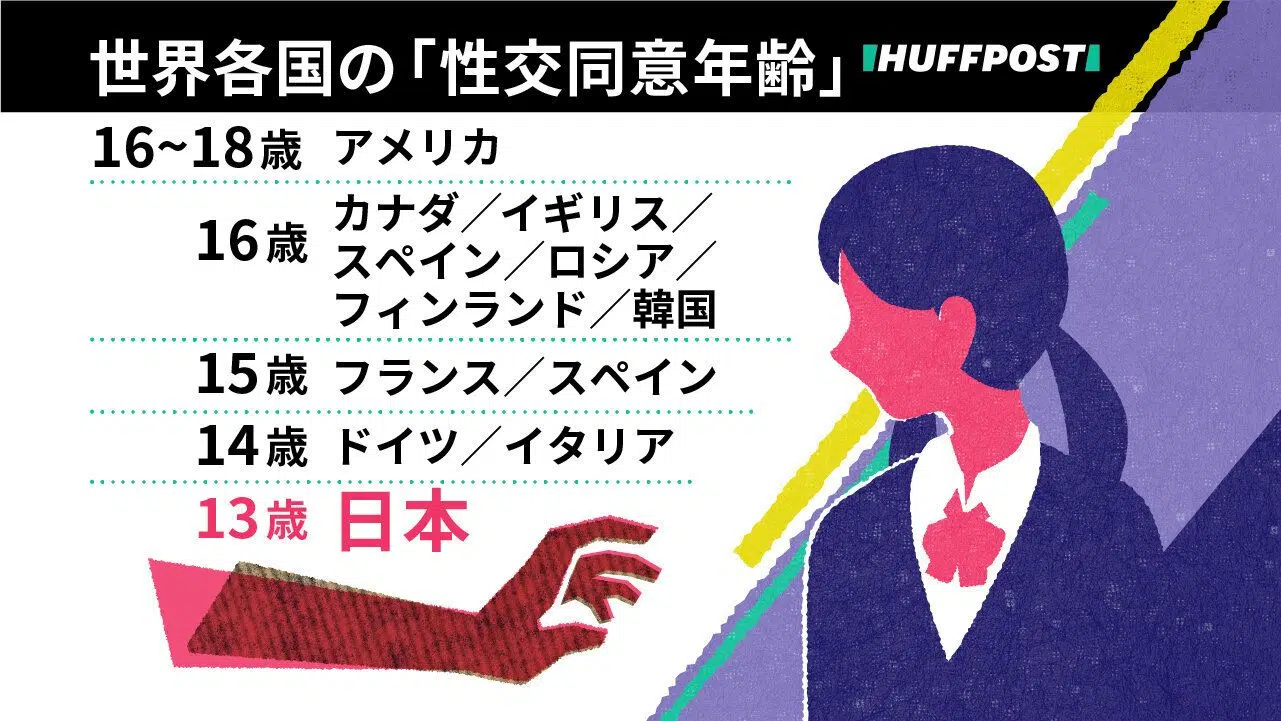 世界各国の「性交同意年齢」 HUFFPOST
16~18歳 アメリカ
16歳 カナダ／イギリス／
スペイン／ロシア／
フィンランド／韓国
15歳 フランス／スペイン
14歳 ドイツ／イタリア
13歳 日本